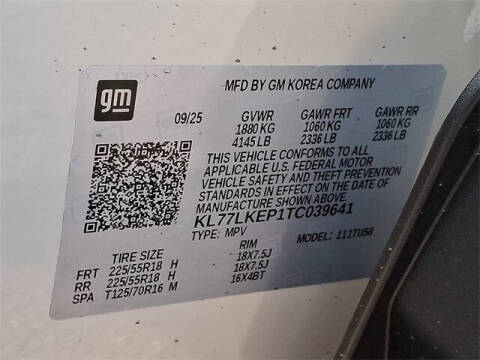 gm
MFD BY GM KOREA COMPANY
09/25 GVWR GAWR FRT GAWR RR
1880 KG 1060 KG 1060 KG
4145 LB 2336 LB 2336 LB
THIS VEHICLE CONFORMS TO ALL
APPLICABLE U.S. FEDERAL MOTOR
VEHICLE SAFETY AND THEFT PREVENTION
STANDARDS IN EFFECT ON THE DATE OF
MANUFACTURE SHOWN ABOVE.
KL77LKEP1TC039641
TYPE: MPV MODEL: 111TU58
TIRE SIZE RIM
FRT 225/55R18 H 18X7.5J
RR 225/55R18 H 18X7.5J
SPA T125/70R16 M 16X4BT